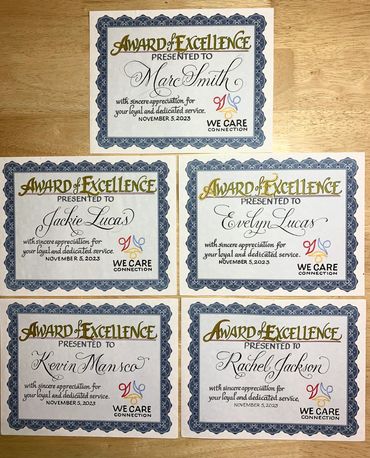 AWARD of EXCELLENCE
PRESENTED TO
Marc Smith
with sincere appreciation for
your loyal and dedicated service.
NOVEMBER 5, 2023
WE CARE
CONNECTION
AWARD of EXCELLENCE
PRESENTED TO
Jackie Lucas
with sincere appreciation for
your loyal and dedicated service.
NOVEMBER 5, 2023
WE CARE
CONNECTION
AWARD of EXCELLENCE
PRESENTED TO
Evelyn Lucas
with sincere appreciation for
your loyal and dedicated service.
NOVEMBER 5, 2023
WE CARE
CONNECTION
AWARD of EXCELLENCE
PRESENTED TO
Kevin Mansco
with sincere appreciation for
your loyal and dedicated service.
NOVEMBER 5, 2023
WE CARE
CONNECTION
AWARD of EXCELLENCE
PRESENTED TO
Rachel Jackson
with sincere appreciation for
your loyal and dedicated service.
NOVEMBER 5, 2023
WE CARE
CONNECTION